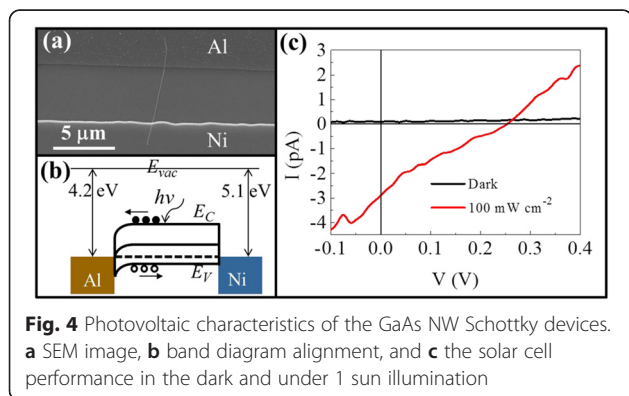 (a)
Al
5 μm
Ni
(b)
E_vac
4.2 eV
hν
5.1 eV
E_C
E_V
Al
Ni
(c)
3
2
1
0
-1
-2
-3
-4
I (pA)
Dark
100 mW cm⁻²
-0.1 0.0 0.1 0.2 0.3 0.4
V (V)
Fig. 4 Photovoltaic characteristics of the GaAs NW Schottky devices.
a SEM image, b band diagram alignment, and c the solar cell
performance in the dark and under 1 sun illumination